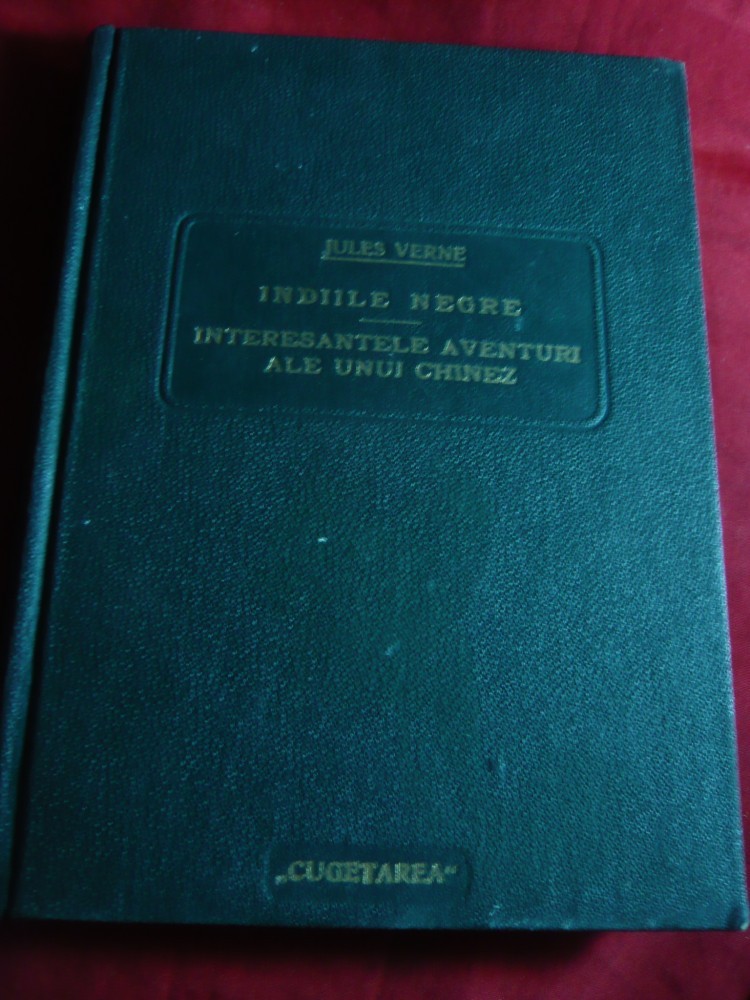 JULES VERNE
INDIILE NEGRE
INTERESANTELE AVENTURI
ALE UNUI CHINEZ
„CUGETAREA“